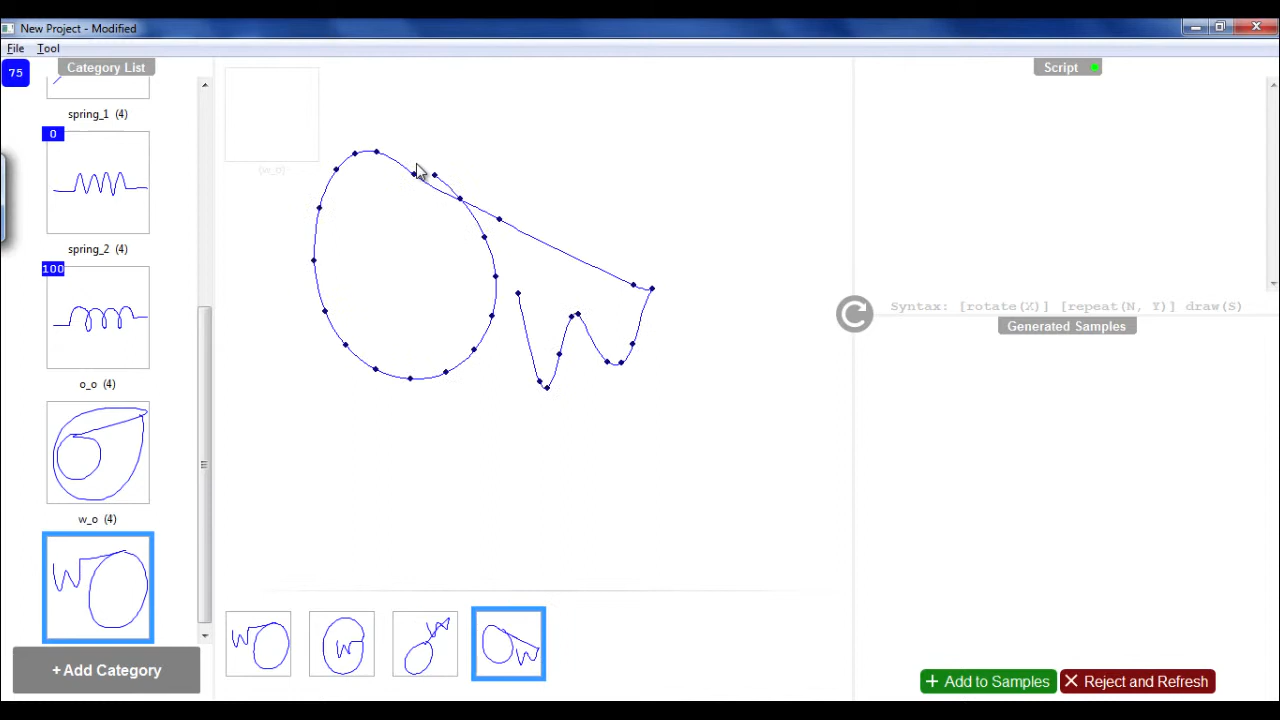 New Project - Modified
File Tool
75
Category List
spring_1 (4)
0
spring_2 (4)
100
o_o (4)
w_o (4)
+ Add Category
(w_o)
Script
Syntax: [rotate(X)] [repeat(N, Y)] draw(S)
Generated Samples
+ Add to Samples
Reject and Refresh